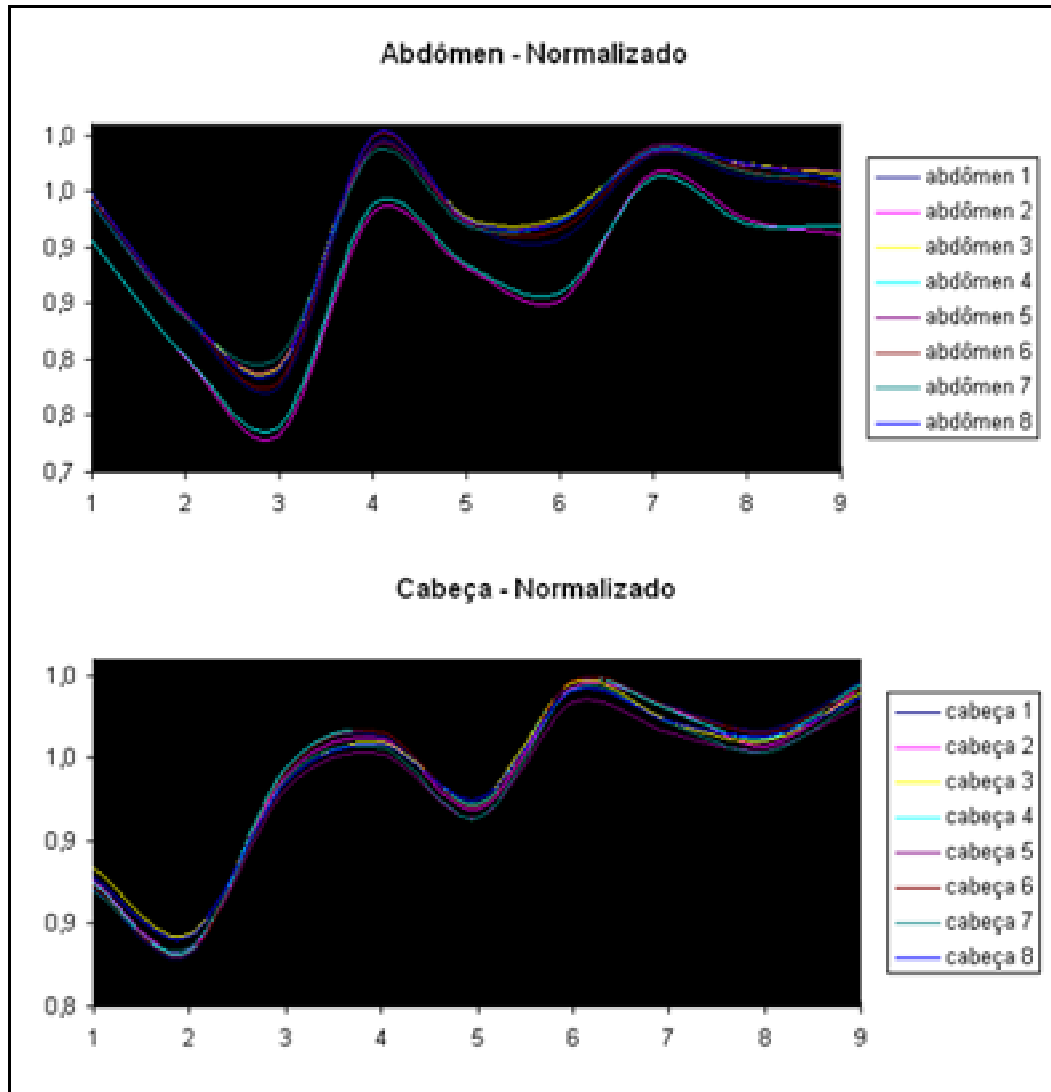 Abdómen - Normalizado
1,0
1,0
0,9
0,9
0,8
0,8
0,7
1 2 3 4 5 6 7 8 9
abdômen 1
abdômen 2
abdômen 3
abdômen 4
abdômen 5
abdômen 6
abdômen 7
abdômen 8
Cabeça - Normalizado
1,0
1,0
0,9
0,9
0,8
1 2 3 4 5 6 7 8 9
cabeça 1
cabeça 2
cabeça 3
cabeça 4
cabeça 5
cabeça 6
cabeça 7
cabeça 8